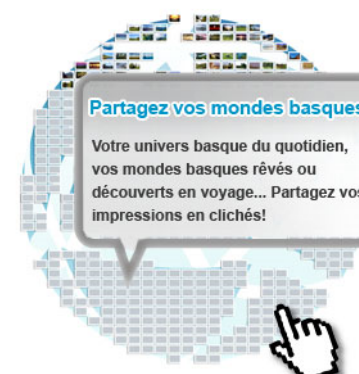 Partagez vos mondes basques
Votre univers basque du quotidien,
vos mondes basques rêvés ou
découverts en voyage... Partagez vos
impressions en clichés!